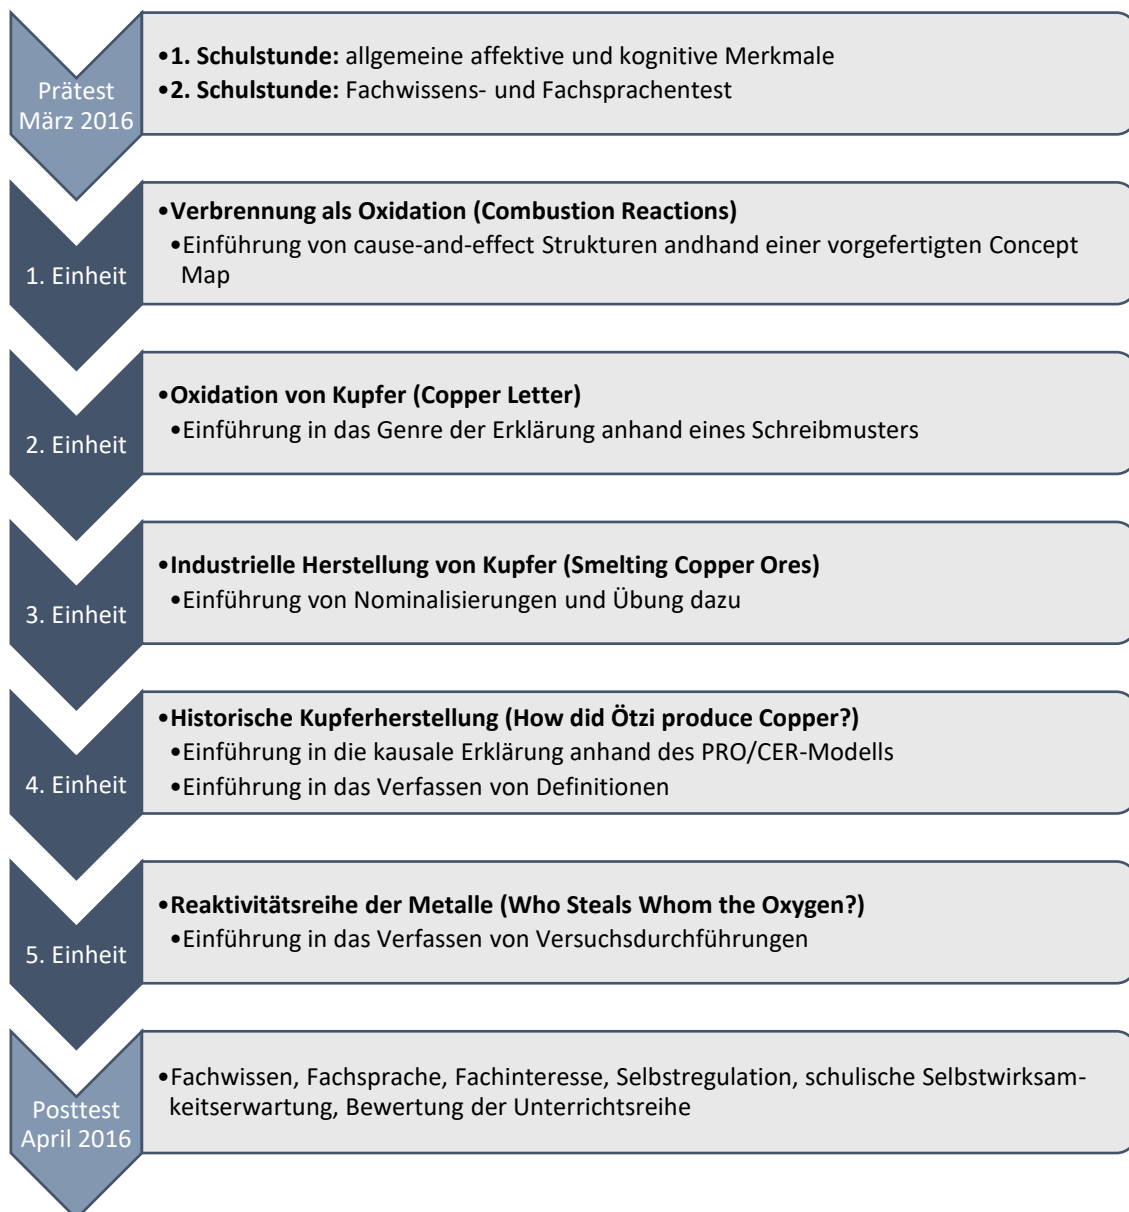 Prätest
März 2016
•1. Schulstunde: allgemeine affektive und kognitive Merkmale
•2. Schulstunde: Fachwissens- und Fachsprachentest
1. Einheit
•Verbrennung als Oxidation (Combustion Reactions)
•Einführung von cause-and-effect Strukturen andhand einer vorgefertigten Concept
Map
2. Einheit
•Oxidation von Kupfer (Copper Letter)
•Einführung in das Genre der Erklärung anhand eines Schreibmusters
3. Einheit
•Industrielle Herstellung von Kupfer (Smelting Copper Ores)
•Einführung von Nominalisierungen und Übung dazu
4. Einheit
•Historische Kupferherstellung (How did Ötzi produce Copper?)
•Einführung in die kausale Erklärung anhand des PRO/CER-Modells
•Einführung in das Verfassen von Definitionen
5. Einheit
•Reaktivitätsreihe der Metalle (Who Steals Whom the Oxygen?)
•Einführung in das Verfassen von Versuchsdurchführungen
Posttest
April 2016
•Fachwissen, Fachsprache, Fachinteresse, Selbstregulation, schulische Selbstwirksam-
keitserwartung, Bewertung der Unterrichtsreihe